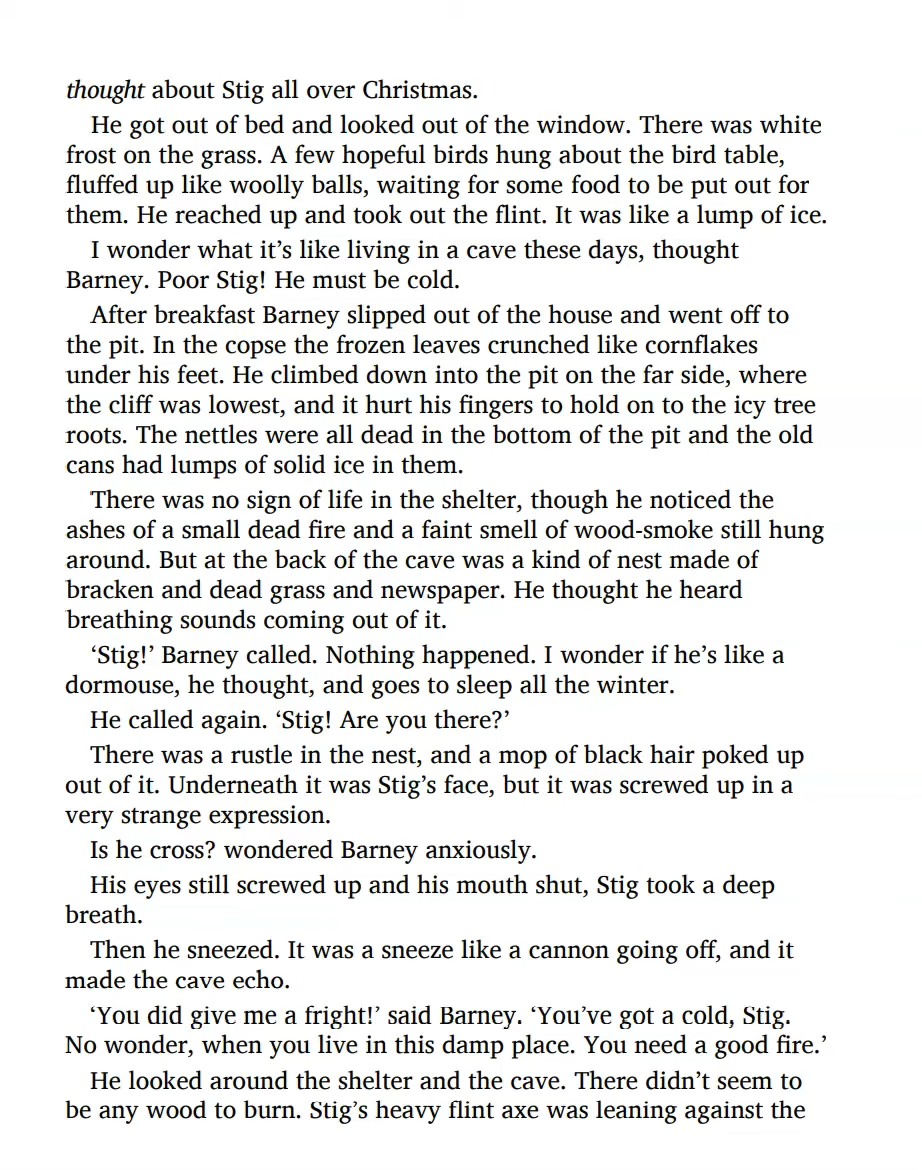 thought about Stig all over Christmas.
He got out of bed and looked out of the window. There was white
frost on the grass. A few hopeful birds hung about the bird table,
fluffed up like woolly balls, waiting for some food to be put out for
them. He reached up and took out the flint. It was like a lump of ice.
I wonder what it’s like living in a cave these days, thought
Barney. Poor Stig! He must be cold.
After breakfast Barney slipped out of the house and went off to
the pit. In the copse the frozen leaves crunched like cornflakes
under his feet. He climbed down into the pit on the far side, where
the cliff was lowest, and it hurt his fingers to hold on to the icy tree
roots. The nettles were all dead in the bottom of the pit and the old
cans had lumps of solid ice in them.
There was no sign of life in the shelter, though he noticed the
ashes of a small dead fire and a faint smell of wood-smoke still hung
around. But at the back of the cave was a kind of nest made of
bracken and dead grass and newspaper. He thought he heard
breathing sounds coming out of it.
‘Stig!’ Barney called. Nothing happened. I wonder if he’s like a
dormouse, he thought, and goes to sleep all the winter.
He called again. ‘Stig! Are you there?’
There was a rustle in the nest, and a mop of black hair poked up
out of it. Underneath it was Stig’s face, but it was screwed up in a
very strange expression.
Is he cross? wondered Barney anxiously.
His eyes still screwed up and his mouth shut, Stig took a deep
breath.
Then he sneezed. It was a sneeze like a cannon going off, and it
made the cave echo.
‘You did give me a fright!’ said Barney. ‘You’ve got a cold, Stig.
No wonder, when you live in this damp place. You need a good fire.’
He looked around the shelter and the cave. There didn’t seem to
be any wood to burn. Stig’s heavy flint axe was leaning against the